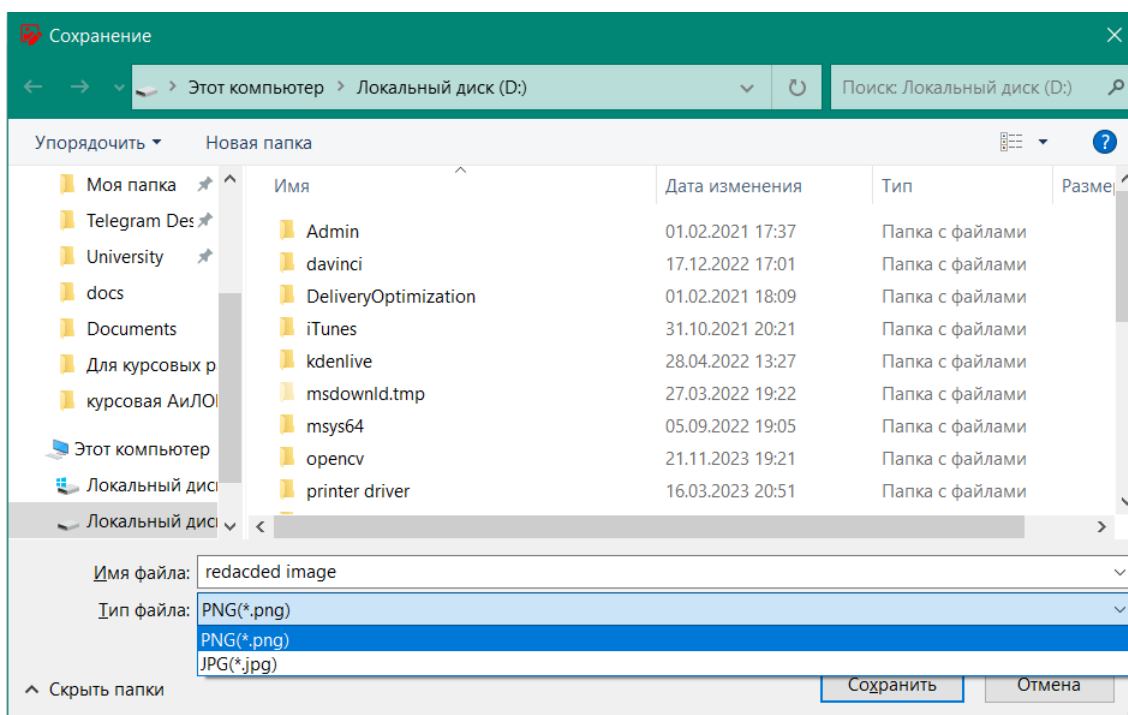 Сохранение
Этот компьютер > Локальный диск (D:)
Поиск: Локальный диск (D:)
Упорядочить
Новая папка
Моя папка
Telegram Des
University
docs
Documents
Для курсовых р
курсовая АиЛО
Этот компьютер
Локальный дис
Локальный дис
Имя Дата изменения Тип Разме
Admin 01.02.2021 17:37 Папка с файлами
davinci 17.12.2022 17:01 Папка с файлами
DeliveryOptimization 01.02.2021 18:09 Папка с файлами
iTunes 31.10.2021 20:21 Папка с файлами
kdenlive 28.04.2022 13:27 Папка с файлами
msdownld.tmp 27.03.2022 19:22 Папка с файлами
msys64 05.09.2022 19:05 Папка с файлами
opencv 21.11.2023 19:21 Папка с файлами
printer driver 16.03.2023 20:51 Папка с файлами
Имя файла: redacded image
Тип файла: PNG(*.png)
PNG(*.png)
JPG(*.jpg)
Скрыть папки
Сохранить
Отмена